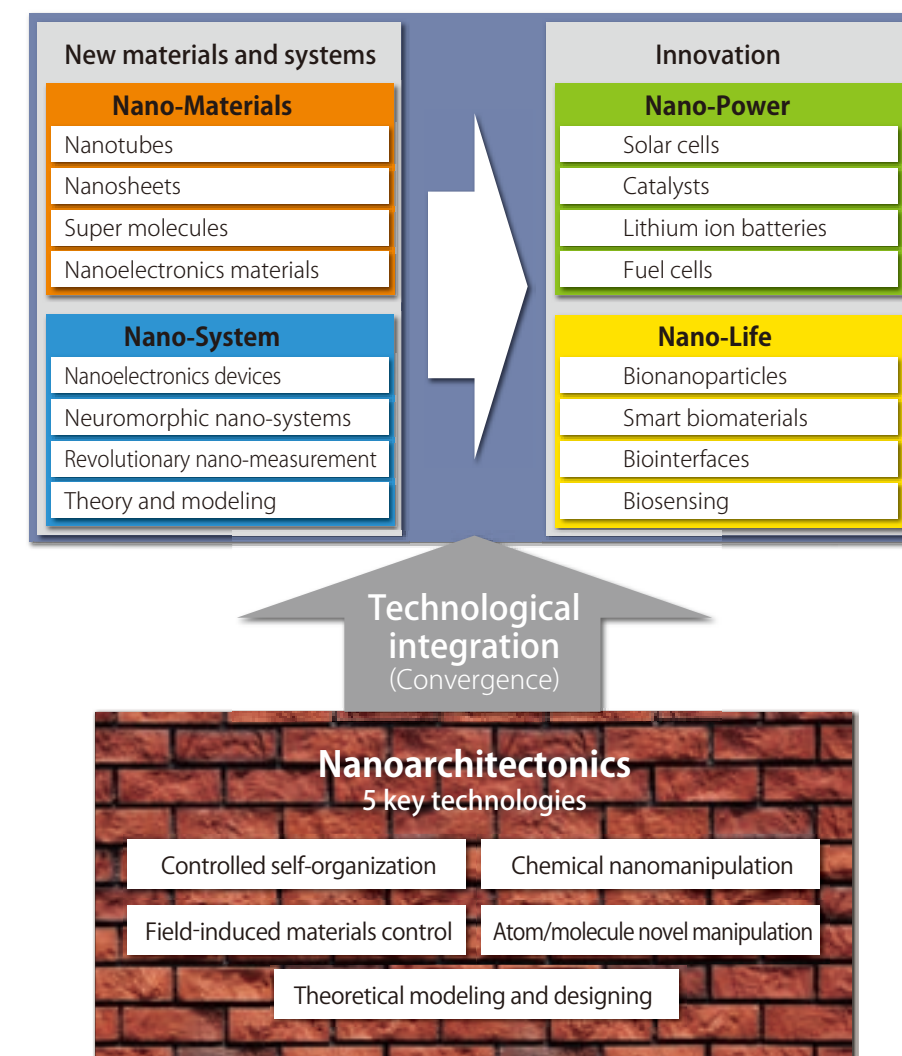 New materials and systems
Nano-Materials
Nanotubes
Nanosheets
Super molecules
Nanoelectronics materials
Nano-System
Nanoelectronics devices
Neuromorphic nano-systems
Revolutionary nano-measurement
Theory and modeling
Innovation
Nano-Power
Solar cells
Catalysts
Lithium ion batteries
Fuel cells
Nano-Life
Bionanoparticles
Smart biomaterials
Biointerfaces
Biosensing
Technological
integration
(Convergence)
Nanoarchitectonics
5 key technologies
Controlled self-organization
Chemical nanomanipulation
Field-induced materials control
Atom/molecule novel manipulation
Theoretical modeling and designing